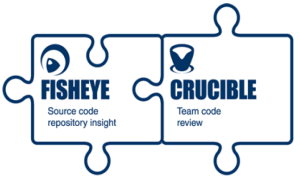 FISHEYE
Source code
repository insight
CRUCIBLE
Team code
review